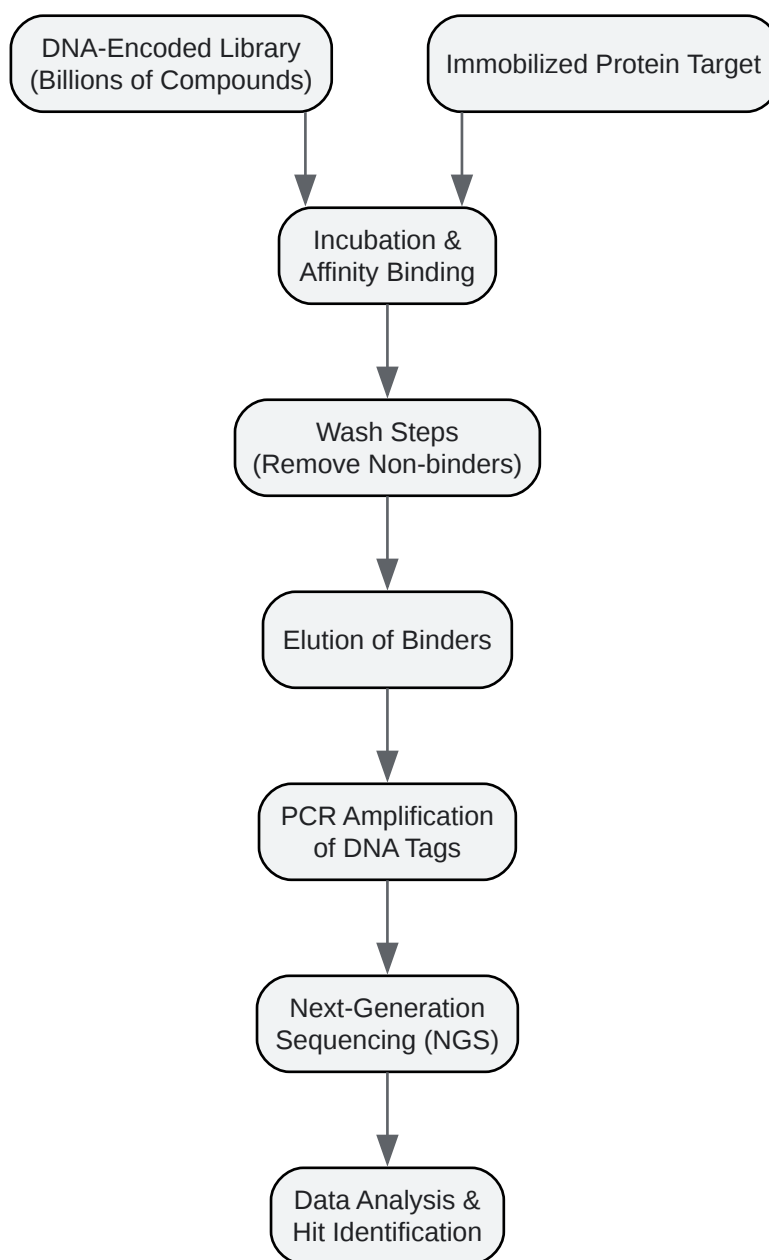 DNA-Encoded Library
(Billions of Compounds)
Immobilized Protein Target
Incubation &
Affinity Binding
Wash Steps
(Remove Non-binders)
Elution of Binders
PCR Amplification
of DNA Tags
Next-Generation
Sequencing (NGS)
Data Analysis &
Hit Identification